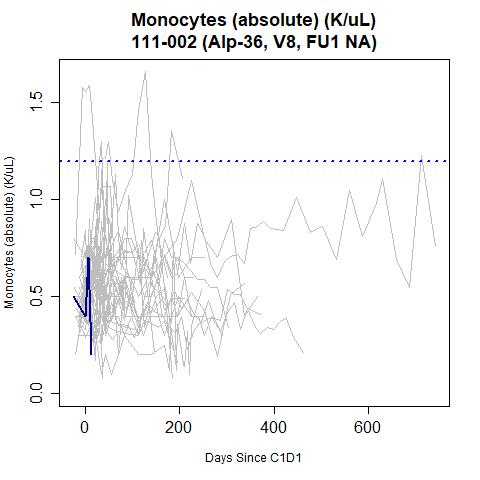 Monocytes (absolute) (K/uL)
111-002 (Alp-36, V8, FU1 NA)
Monocytes (absolute) (K/uL)
1.5
1.0
0.5
0.0
0 200 400 600
Days Since C1D1